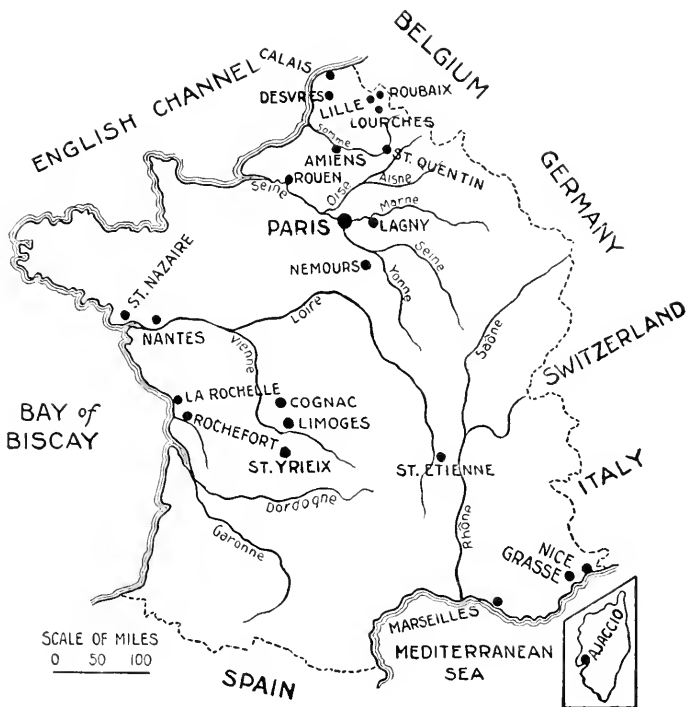 BELGIUM
ENGLISH CHANNEL
CALAIS
DESVRES
ROUBAIX
LILLE
LOURCHES
Somme
AMIENS
ST. QUENTIN
ROUEN
Seine
Oise
Aisne
GERMANY
Marne
PARIS
LAGNY
Seine
NEMOURS
Yonne
ST. NAZAIRE
Loire
NANTES
Vienne
Saône
SWITZERLAND
LA ROCHELLE
COGNAC
BAY of
BISCAY
ROCHEFORT
LIMOGES
ST. YRIEIX
ST. ETIENNE
ITALY
Dordogne
Garonne
Rhône
NICE
GRASSE
MARSEILLES
MEDITERRANEAN
SEA
AJACCIO
SCALE OF MILES
0 50 100
SPAIN